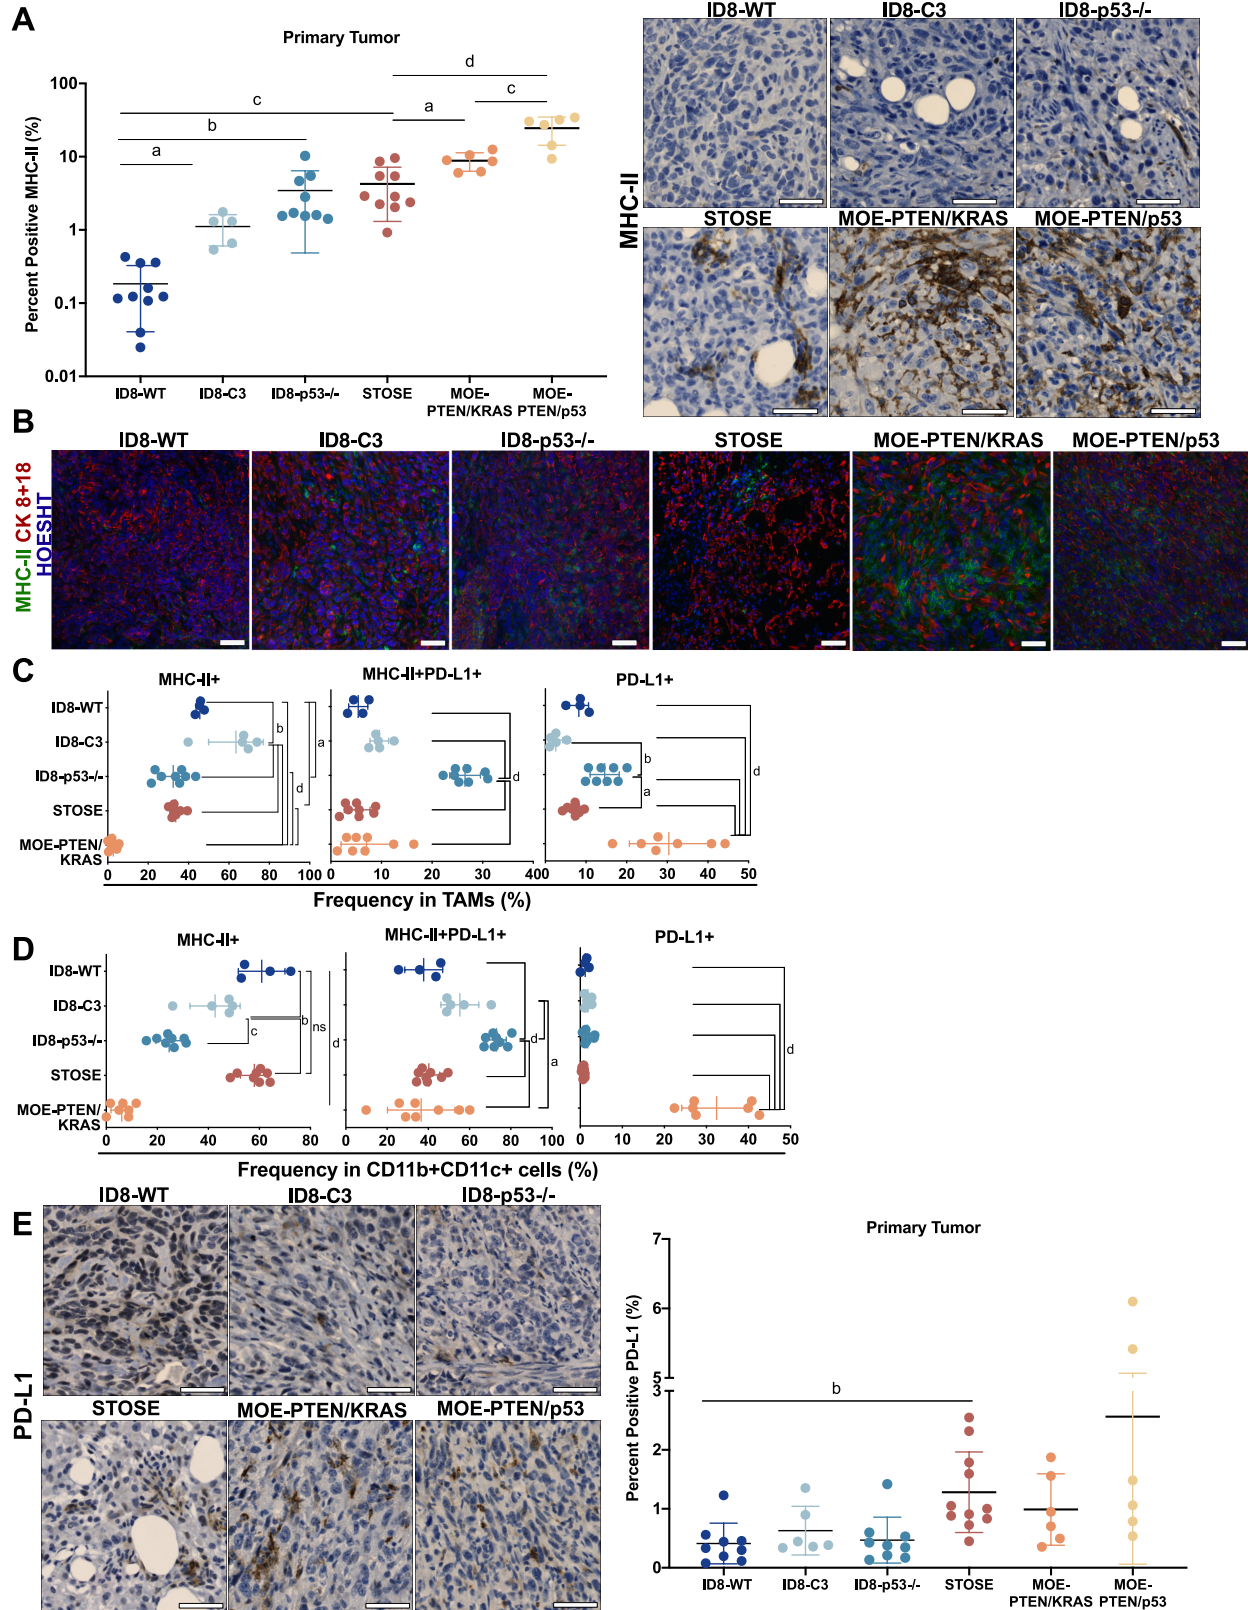 A
Primary Tumor
Percent Positive MHC-II (%)
100
10
1
0.1
0.01
a
b
c
a
d
c
ID8-WT
ID8-C3
ID8-p53-/-
STOSE
MOE-
PTEN/KRAS
MOE-
PTEN/p53
MHC-II
ID8-WT
ID8-C3
ID8-p53-/-
STOSE
MOE-PTEN/KRAS
MOE-PTEN/p53
B
MHC-II CK 8+18
HOESHT
ID8-WT
ID8-C3
ID8-p53-/-
STOSE
MOE-PTEN/KRAS
MOE-PTEN/p53
C
MHC-II+
MHC-II+PD-L1+
PD-L1+
ID8-WT
ID8-C3
ID8-p53-/-
STOSE
MOE-PTEN/
KRAS
b
a
d
d
b
a
d
0 20 40 60 80 100
0 10 20 30 40
0 10 20 30 40 50
Frequency in TAMs (%)
D
MHC-II+
MHC-II+PD-L1+
PD-L1+
ID8-WT
ID8-C3
ID8-p53-/-
STOSE
MOE-PTEN/
KRAS
c
b
ns
d
d
a
d
0 20 40 60 80
0 20 40 60 80 100
0 10 20 30 40 50
Frequency in CD11b+CD11c+ cells (%)
E
PD-L1
ID8-WT
ID8-C3
ID8-p53-/-
STOSE
MOE-PTEN/KRAS
MOE-PTEN/p53
Primary Tumor
Percent Positive PD-L1 (%)
7
6
5
3
2
1
0
b
ID8-WT
ID8-C3
ID8-p53-/-
STOSE
MOE-
PTEN/KRAS
MOE-
PTEN/p53